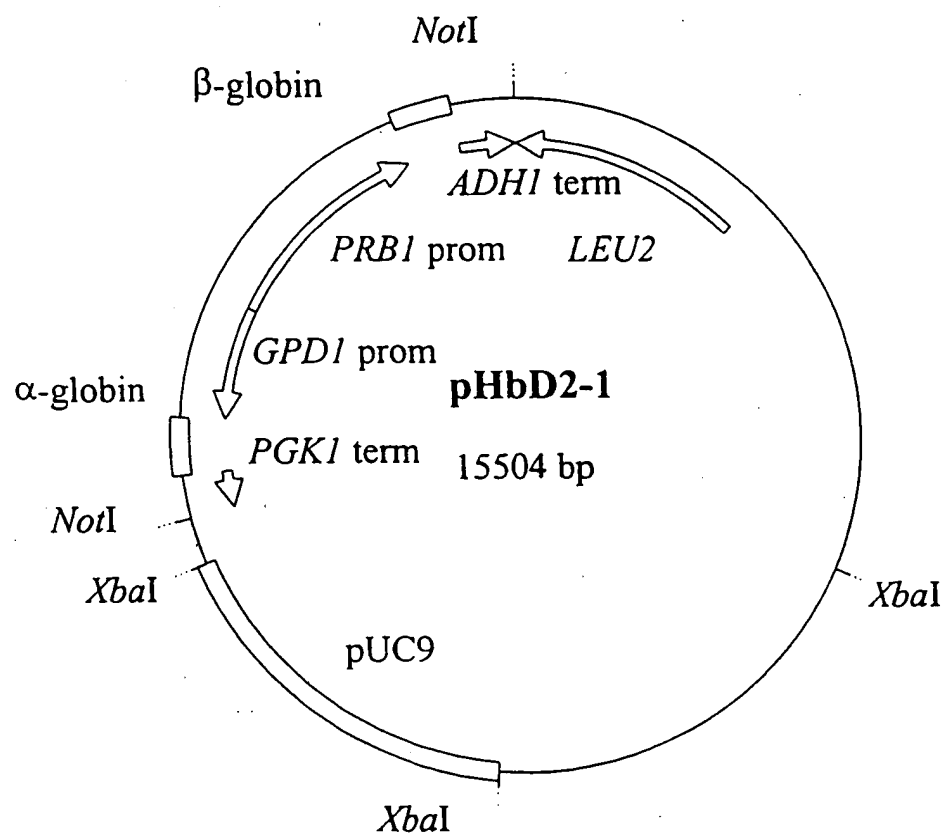 NotI
β-globin
ADH1 term
PRB1 prom
LEU2
GPD1 prom
α-globin
pHbD2-1
PGK1 term
15504 bp
NotI
XbaI
XbaI
pUC9
XbaI